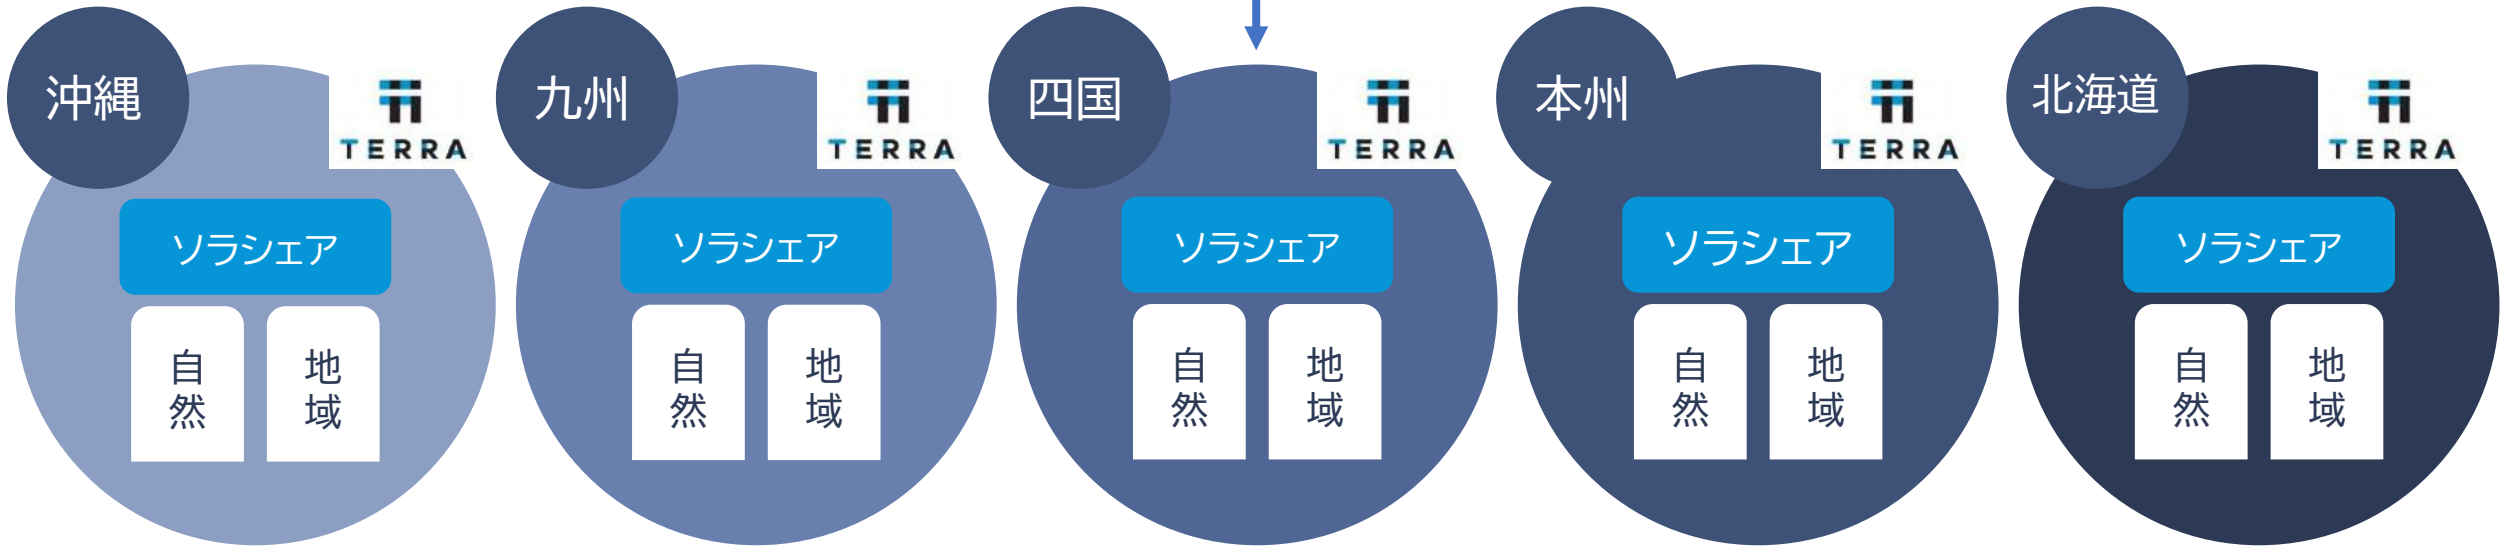 沖縄
TERRA
ソラシェア
自然
地域
九州
TERRA
ソラシェア
自然
地域
四国
TERRA
ソラシェア
自然
地域
本州
TERRA
ソラシェア
自然
地域
北海道
TERRA
ソラシェア
自然
地域